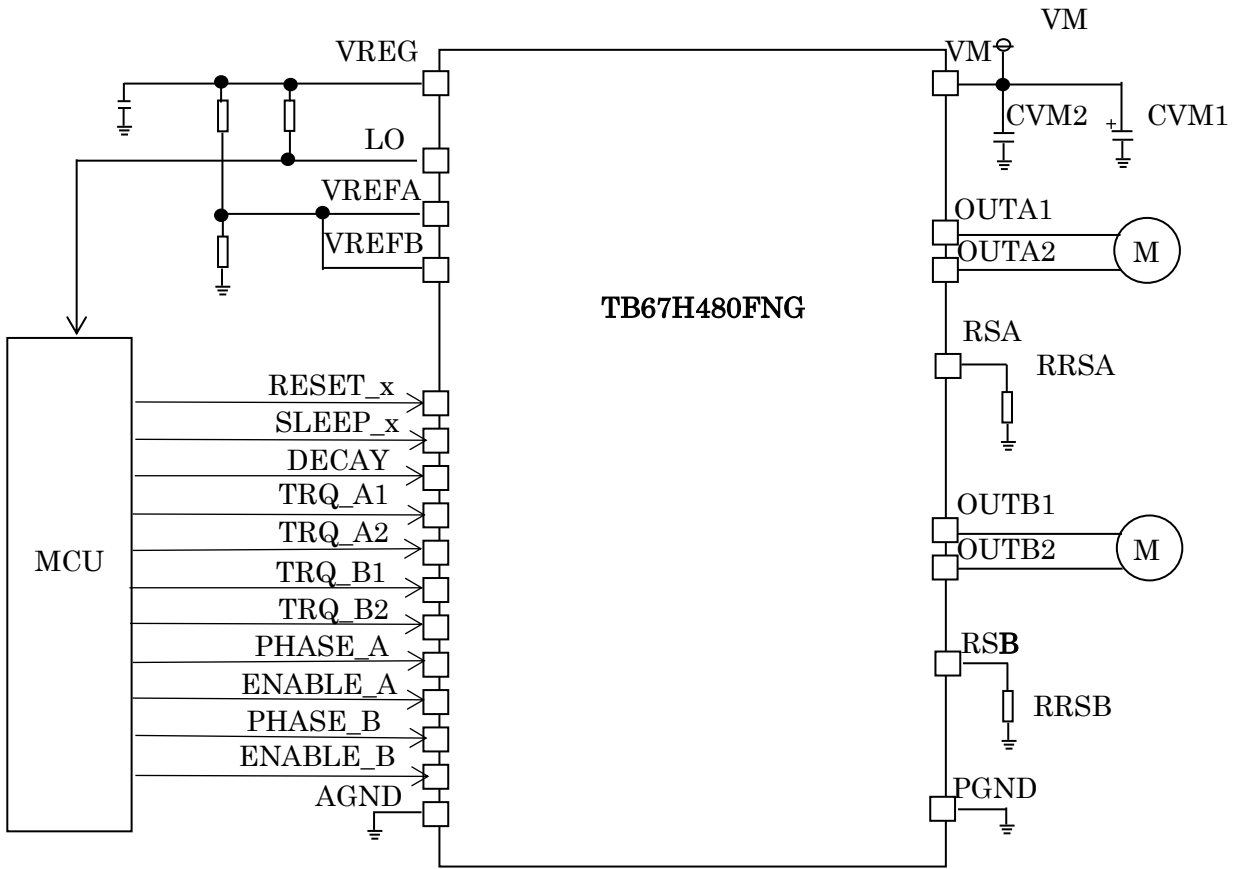 VM
VREG
VM
CVM2
+
CVM1
LO
VREFA
VREFB
OUTA1
OUTA2
M
TB67H480FNG
RSA
RRSA
RESET_x
SLEEP_x
DECAY
TRQ_A1
TRQ_A2
TRQ_B1
TRQ_B2
PHASE_A
ENABLE_A
PHASE_B
ENABLE_B
AGND
MCU
OUTB1
OUTB2
M
RSB
RRSB
PGND